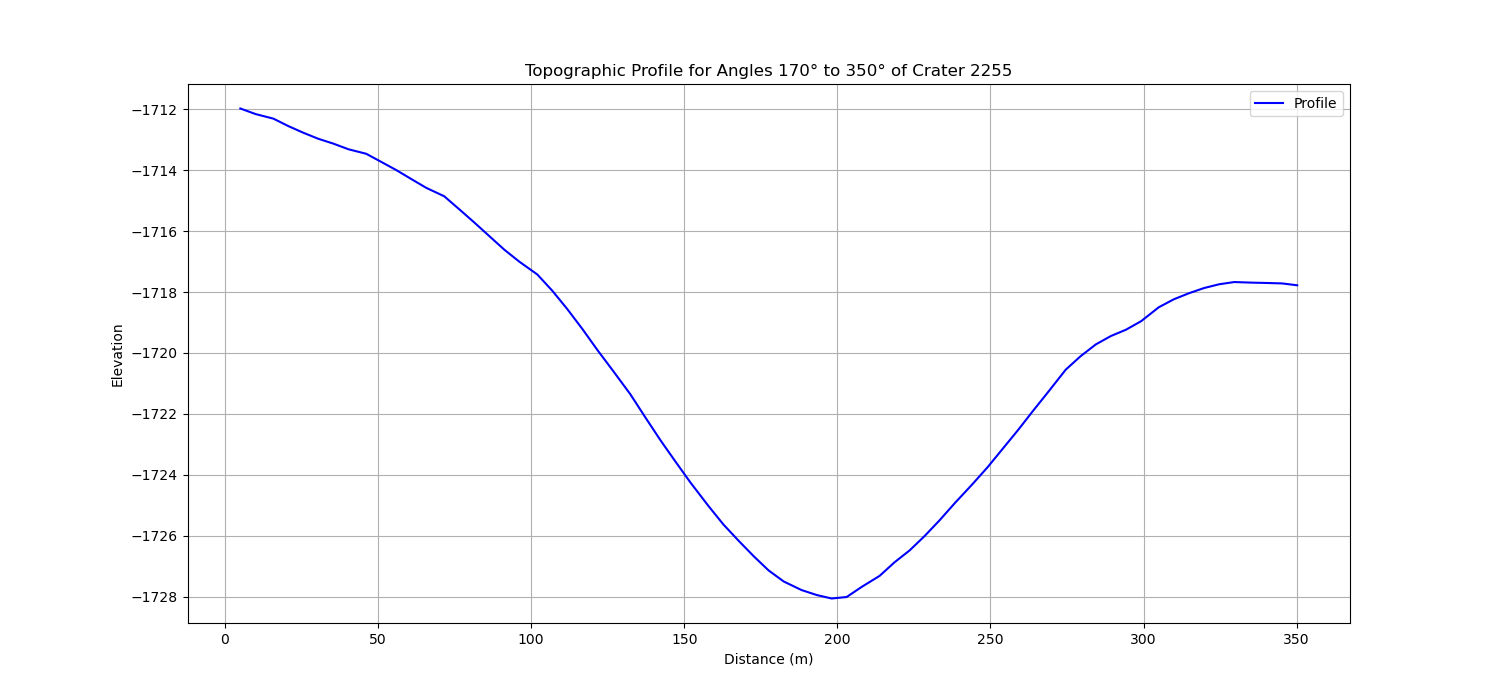 Topographic Profile for Angles 170° to 350° of Crater 2255
Profile
−1712
−1714
−1716
−1718
−1720
−1722
−1724
−1726
−1728
Elevation
0 50 100 150 200 250 300 350
Distance (m)